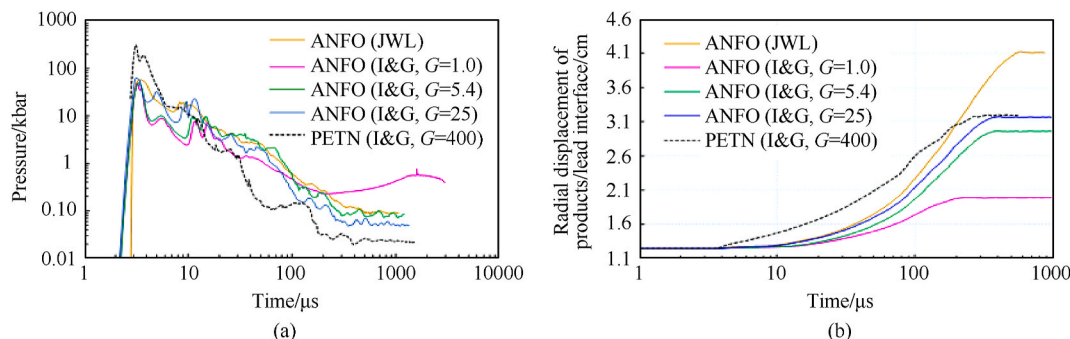 1000
100
10
1
0.10
0.01
Pressure/kbar
ANFO (JWL)
ANFO (I&G, G=1.0)
ANFO (I&G, G=5.4)
ANFO (I&G, G=25)
PETN (I&G, G=400)
1
10
100
1000
10000
Time/μs
(a)
4.1
3.6
3.1
2.6
2.1
1.6
1.1
Radial displacement of
products/lead interface/cm
ANFO (JWL)
ANFO (I&G, G=1.0)
ANFO (I&G, G=5.4)
ANFO (I&G, G=25)
PETN (I&G, G=400)
1
10
100
1000
Time/μs
(b)